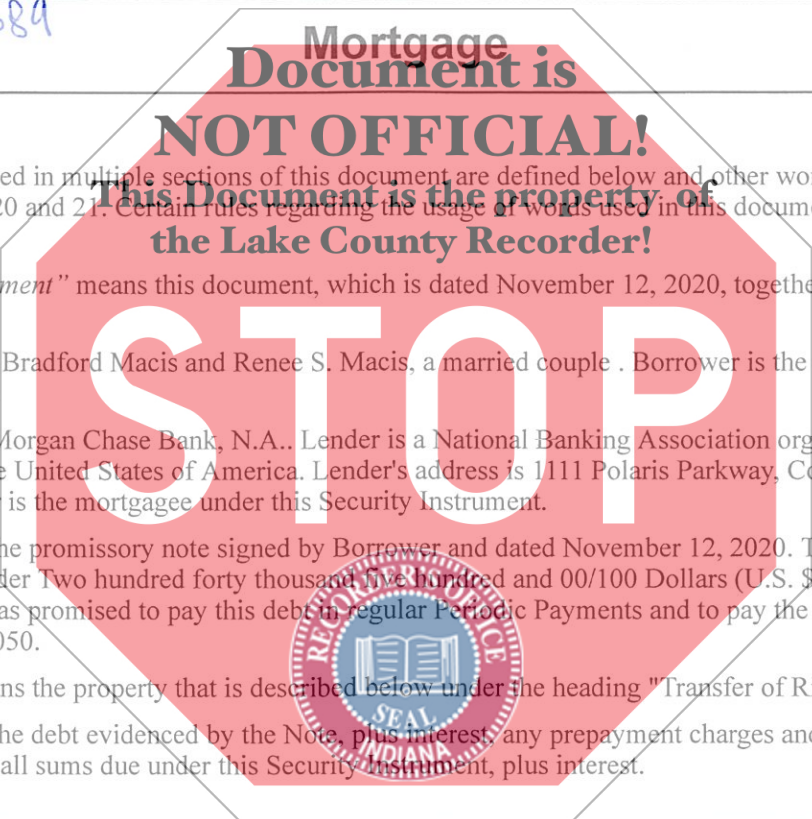 Mortgage
Document is
NOT OFFICIAL!
ed in multiple sections of this document are defined below and other wo
This Document is the property of
20 and 21. Certain rules regarding the usage of words used in this docum
the Lake County Recorder!
ment" means this document, which is dated November 12, 2020, togethe
STOP
Bradford Macis and Renee S. Macis, a married couple . Borrower is the
Morgan Chase Bank, N.A.. Lender is a National Banking Association org
e United States of America. Lender's address is 1111 Polaris Parkway, Co
r is the mortgagee under this Security Instrument.
he promissory note signed by Borrower and dated November 12, 2020. T
der Two hundred forty thousand five hundred and 00/100 Dollars (U.S. $
as promised to pay this debt in regular Periodic Payments and to pay the
050.
RECORDER'S OFFICE
ns the property that is described below under the heading "Transfer of R
SEAL
he debt evidenced by the Note, plus interest, any prepayment charges and
INDIANA
all sums due under this Security Instrument, plus interest.